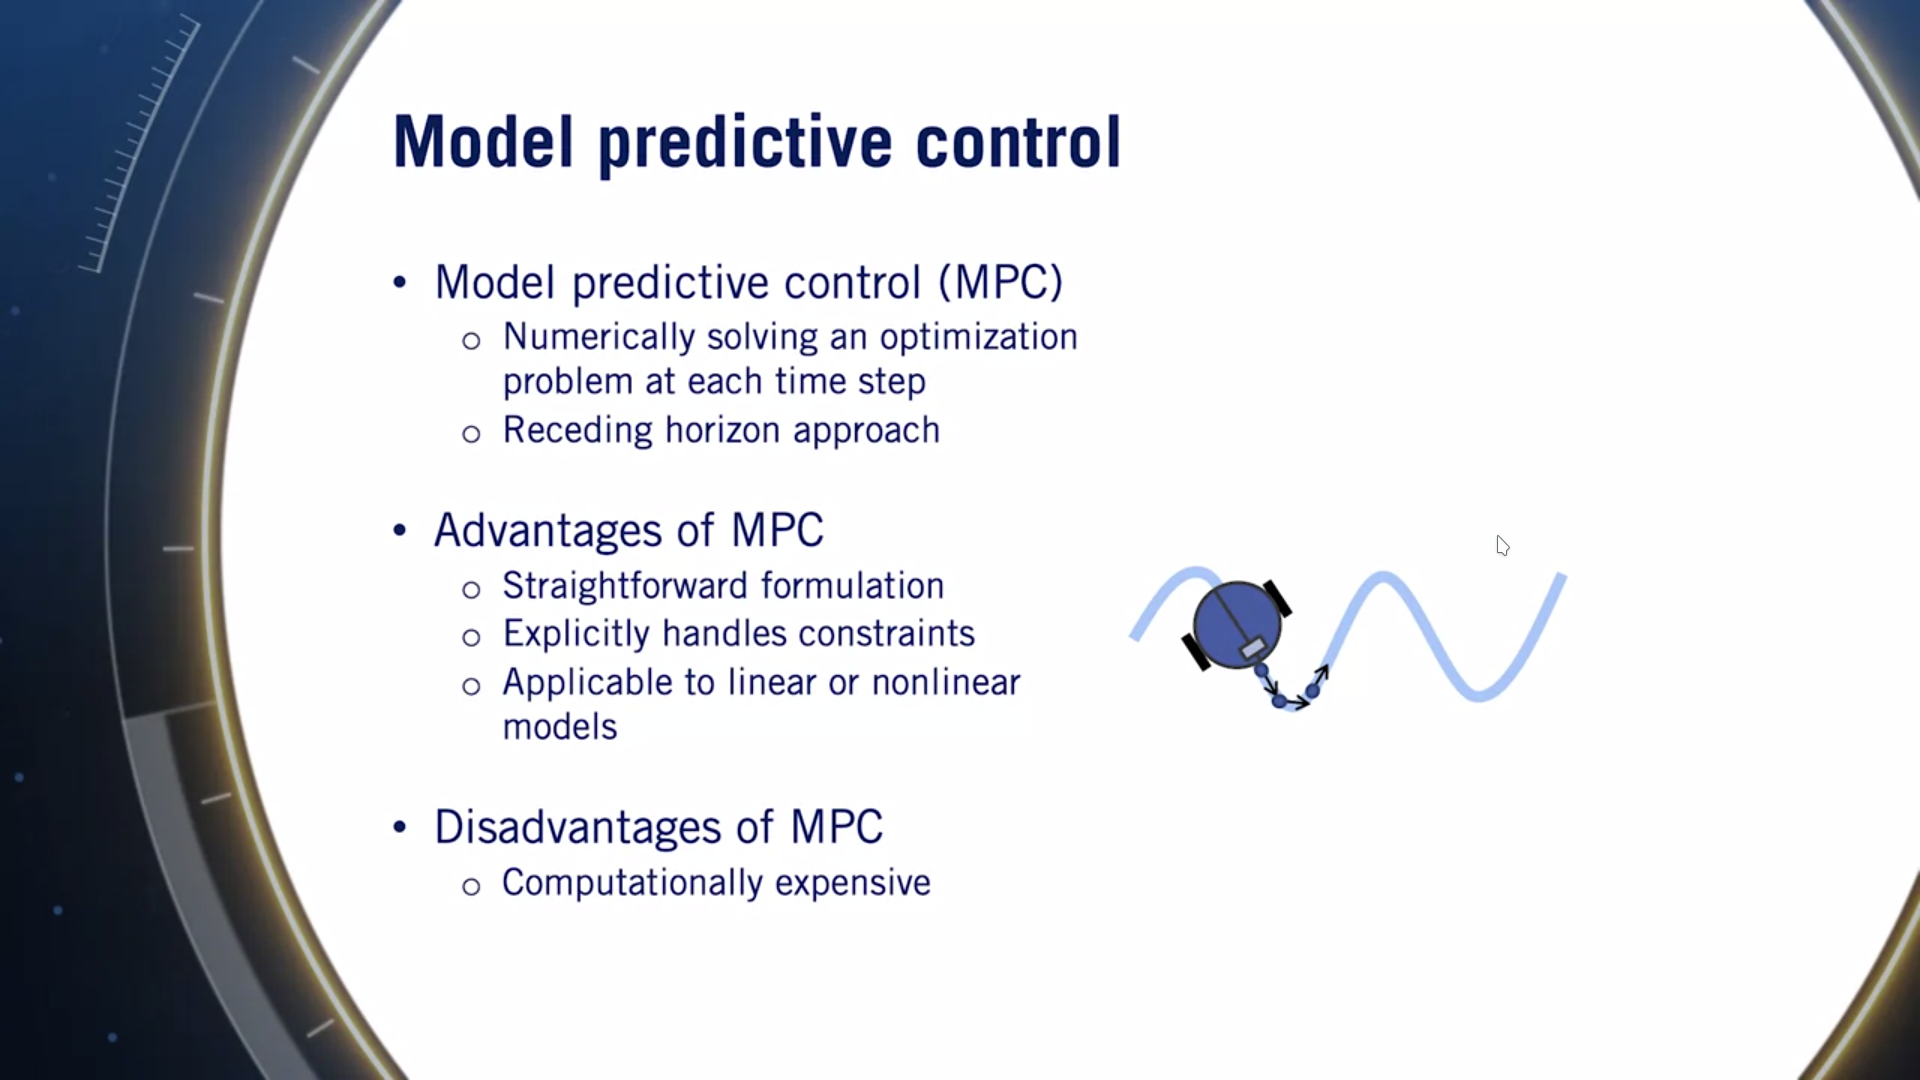 Model predictive control
• Model predictive control (MPC)
o Numerically solving an optimization
problem at each time step
o Receding horizon approach
• Advantages of MPC
o Straightforward formulation
o Explicitly handles constraints
o Applicable to linear or nonlinear
models
• Disadvantages of MPC
o Computationally expensive